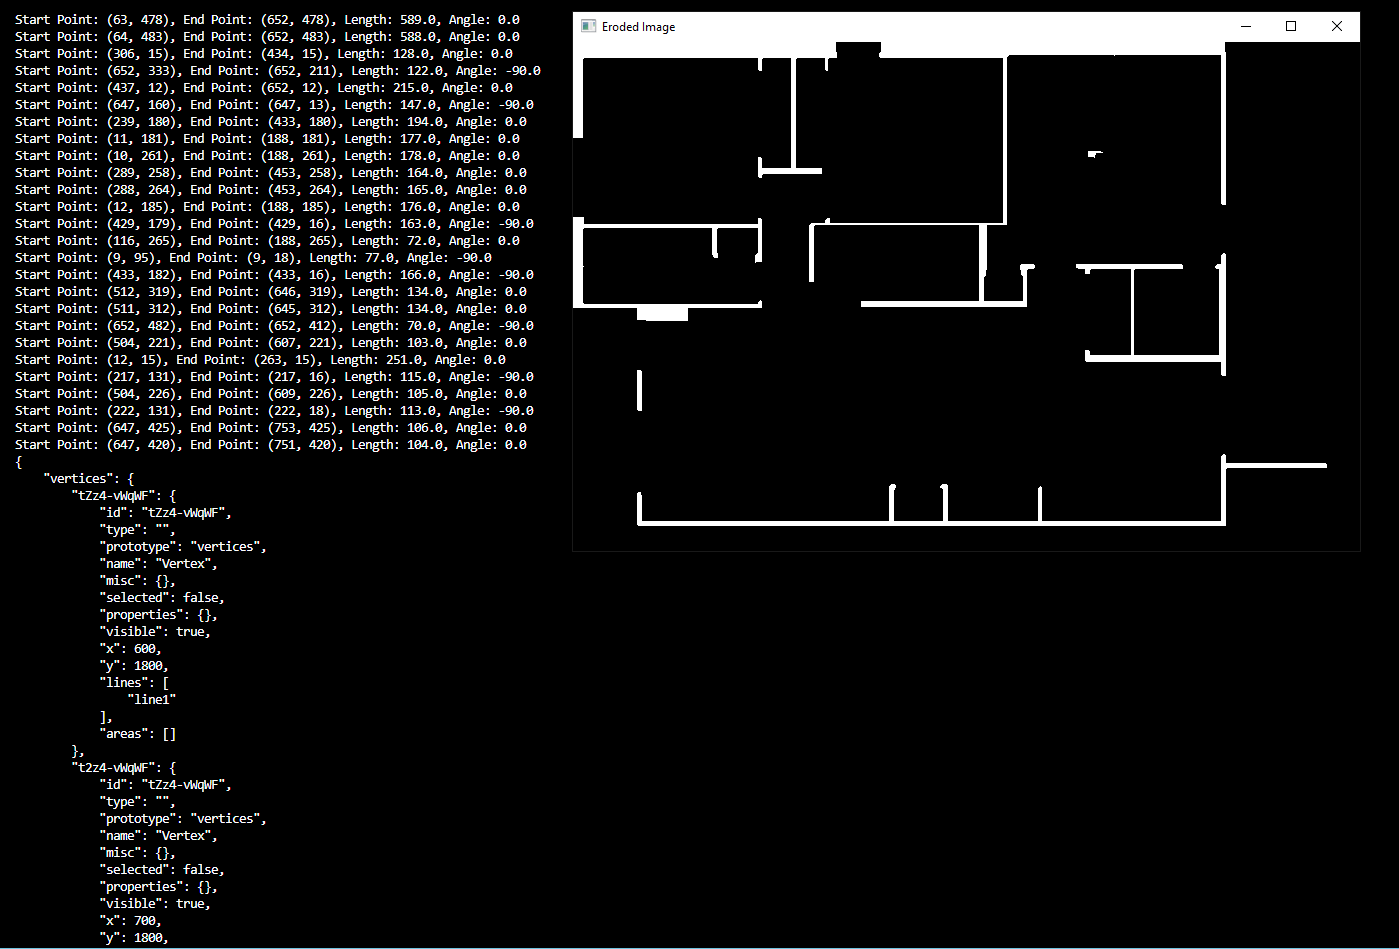 Start Point: (63, 478), End Point: (652, 478), Length: 589.0, Angle: 0.0
Start Point: (64, 483), End Point: (652, 483), Length: 588.0, Angle: 0.0
Start Point: (306, 15), End Point: (434, 15), Length: 128.0, Angle: 0.0
Start Point: (652, 333), End Point: (652, 211), Length: 122.0, Angle: -90.0
Start Point: (437, 12), End Point: (652, 12), Length: 215.0, Angle: 0.0
Start Point: (647, 160), End Point: (647, 13), Length: 147.0, Angle: -90.0
Start Point: (239, 180), End Point: (433, 180), Length: 194.0, Angle: 0.0
Start Point: (11, 181), End Point: (188, 181), Length: 177.0, Angle: 0.0
Start Point: (10, 261), End Point: (188, 261), Length: 178.0, Angle: 0.0
Start Point: (289, 258), End Point: (453, 258), Length: 164.0, Angle: 0.0
Start Point: (288, 264), End Point: (453, 264), Length: 165.0, Angle: 0.0
Start Point: (12, 185), End Point: (188, 185), Length: 176.0, Angle: 0.0
Start Point: (429, 179), End Point: (429, 16), Length: 163.0, Angle: -90.0
Start Point: (116, 265), End Point: (188, 265), Length: 72.0, Angle: 0.0
Start Point: (9, 95), End Point: (9, 18), Length: 77.0, Angle: -90.0
Start Point: (433, 182), End Point: (433, 16), Length: 166.0, Angle: -90.0
Start Point: (512, 319), End Point: (646, 319), Length: 134.0, Angle: 0.0
Start Point: (511, 312), End Point: (645, 312), Length: 134.0, Angle: 0.0
Start Point: (652, 482), End Point: (652, 412), Length: 70.0, Angle: -90.0
Start Point: (504, 221), End Point: (607, 221), Length: 103.0, Angle: 0.0
Start Point: (12, 15), End Point: (263, 15), Length: 251.0, Angle: 0.0
Start Point: (217, 131), End Point: (217, 16), Length: 115.0, Angle: -90.0
Start Point: (504, 226), End Point: (609, 226), Length: 105.0, Angle: 0.0
Start Point: (222, 131), End Point: (222, 18), Length: 113.0, Angle: -90.0
Start Point: (647, 425), End Point: (753, 425), Length: 106.0, Angle: 0.0
Start Point: (647, 420), End Point: (751, 420), Length: 104.0, Angle: 0.0
{
    "vertices": {
        "tZz4-vWqWF": {
            "id": "tZz4-vWqWF",
            "type": "",
            "prototype": "vertices",
            "name": "Vertex",
            "misc": {},
            "selected": false,
            "properties": {},
            "visible": true,
            "x": 600,
            "y": 1800,
            "lines": [
                "line1"
            ],
            "areas": []
        },
        "t2z4-vWqWF": {
            "id": "tZz4-vWqWF",
            "type": "",
            "prototype": "vertices",
            "name": "Vertex",
            "misc": {},
            "selected": false,
            "properties": {},
            "visible": true,
            "x": 700,
            "y": 1800,
Eroded Image